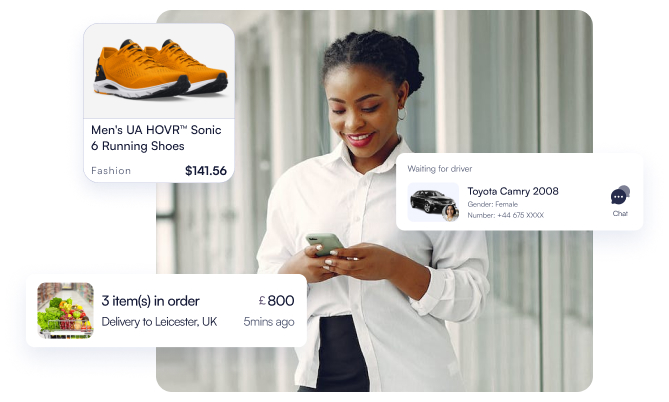 Men's UA HOVR™ Sonic
6 Running Shoes
Fashion $141.56
Waiting for driver
Toyota Camry 2008
Gender: Female
Number: +44 675 XXXX
Chat
3 item(s) in order £800
Delivery to Leicester, UK 5mins ago